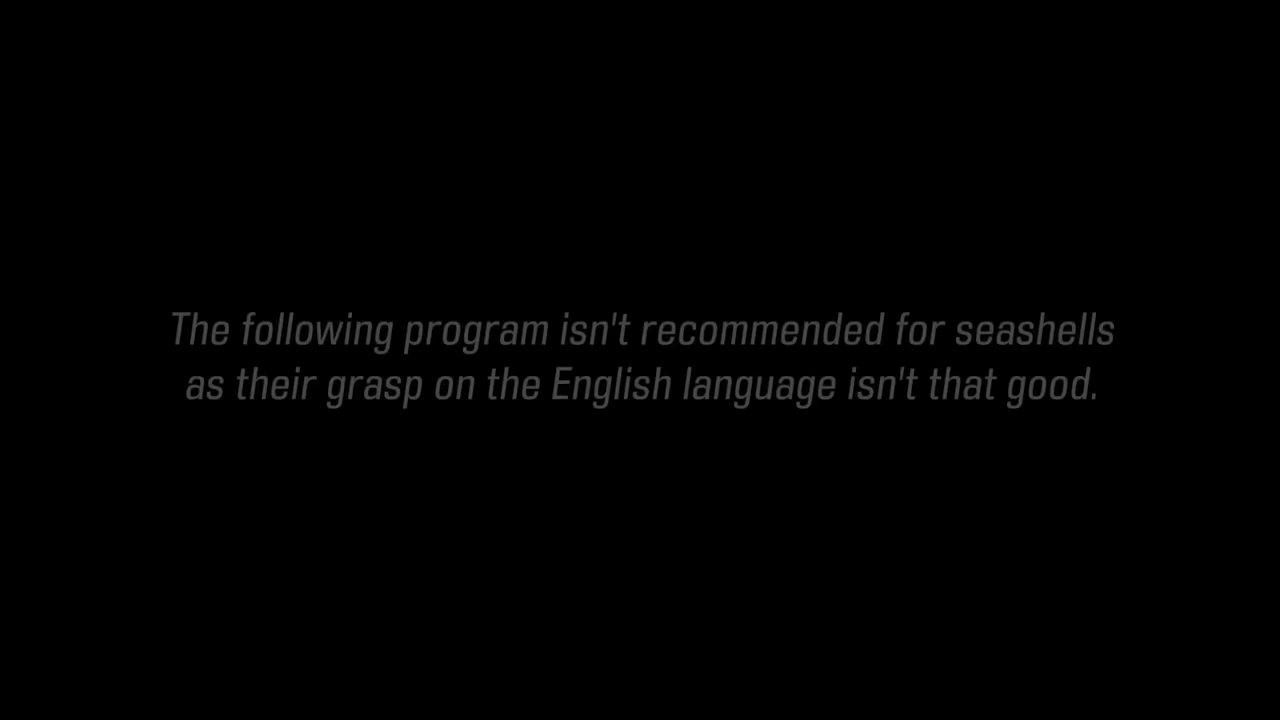 The following program isn't recommended for seashells
as their grasp on the English language isn't that good.